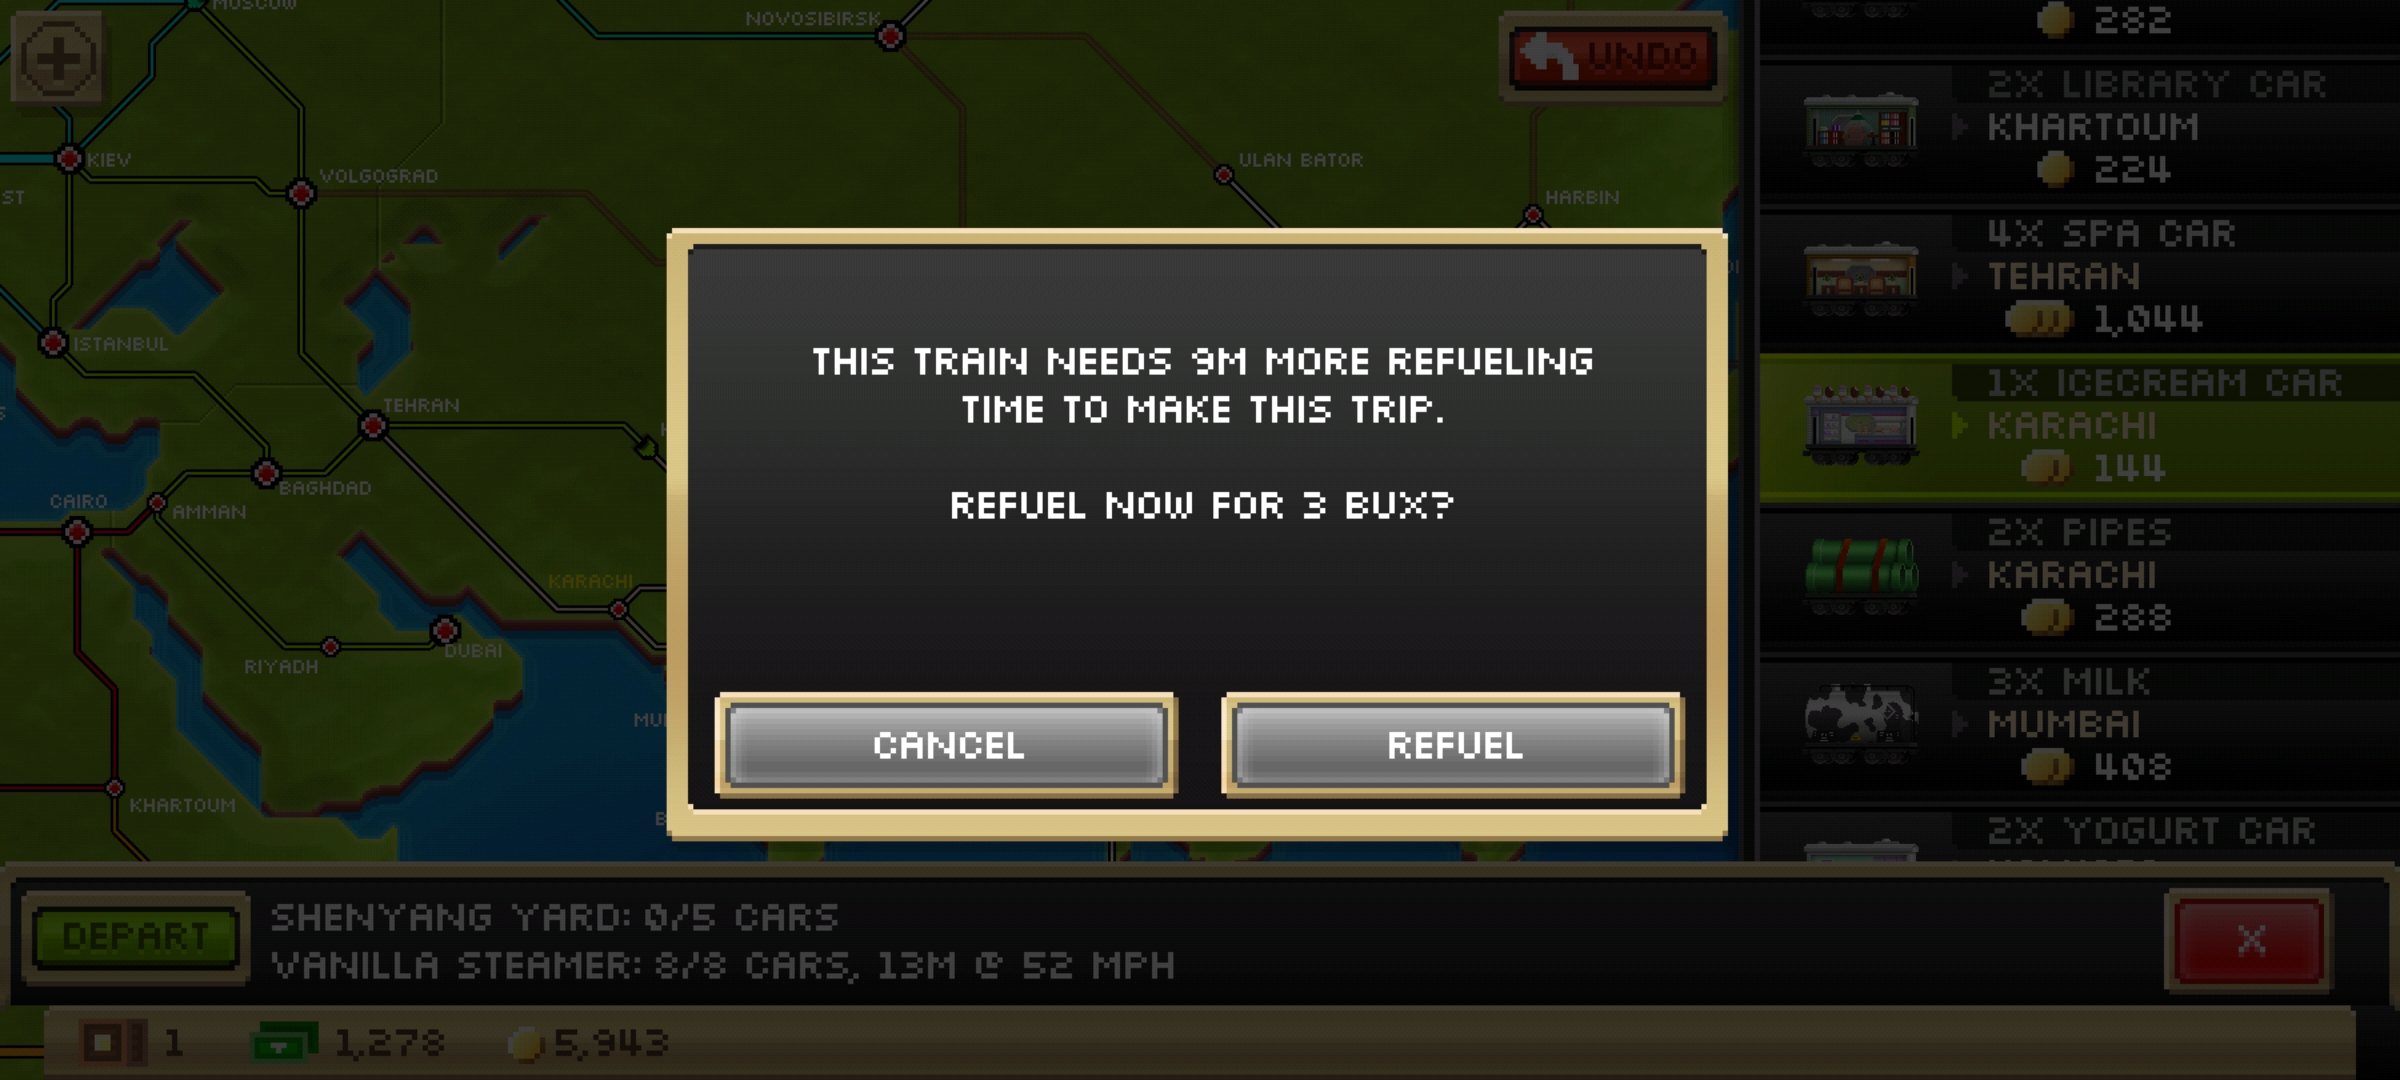 MOSCOW
NOVOSIBIRSK
UNDO
KIEV
VOLGOGRAD
ULAN BATOR
ST
HARBIN
ISTANBUL
TEHRAN
BAGHDAD
CAIRO
AMMAN
KARACHI
RIYADH
DUBAI
KHARTOUM
THIS TRAIN NEEDS 9M MORE REFUELING
TIME TO MAKE THIS TRIP.
REFUEL NOW FOR 3 BUX?
CANCEL
REFUEL
282
2X LIBRARY CAR
KHARTOUM
224
4X SPA CAR
TEHRAN
1,044
1X ICECREAM CAR
KARACHI
144
2X PIPES
KARACHI
288
3X MILK
MUMBAI
408
2X YOGURT CAR
DEPART
SHENYANG YARD: 0/5 CARS
VANILLA STEAMER: 8/8 CARS, 13M @ 52 MPH
X
1
1,278
5,943